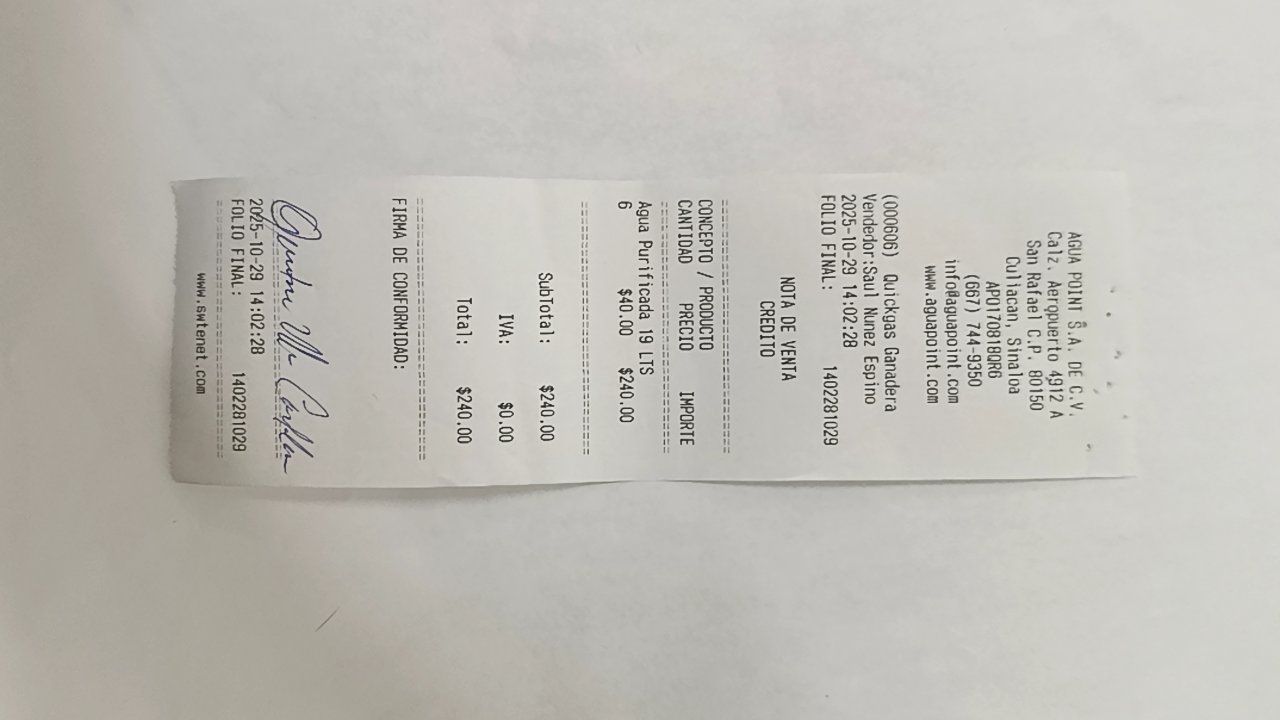 AGUA POINT S.A. DE C.V.
Calz. Aeropuerto 4912 A
San Rafael C.P. 80150
Culiacan, Sinaloa
APO170818QR6
(667) 744-9350
info@aguapoint.com
www.aguapoint.com
(000606) Quickgas Ganadera
Vendedor:Saul Nunez Espino
2025-10-29 14:02:28
FOLIO FINAL: 1402281029
NOTA DE VENTA
CREDITO
CONCEPTO / PRODUCTO
CANTIDAD PRECIO IMPORTE
Agua Purificada 19 LTS
6 $40.00 $240.00
SubTotal: $240.00
IVA: $0.00
Total: $240.00
FIRMA DE CONFORMIDAD:
2025-10-29 14:02:28
FOLIO FINAL: 1402281029
www.swtenet.com